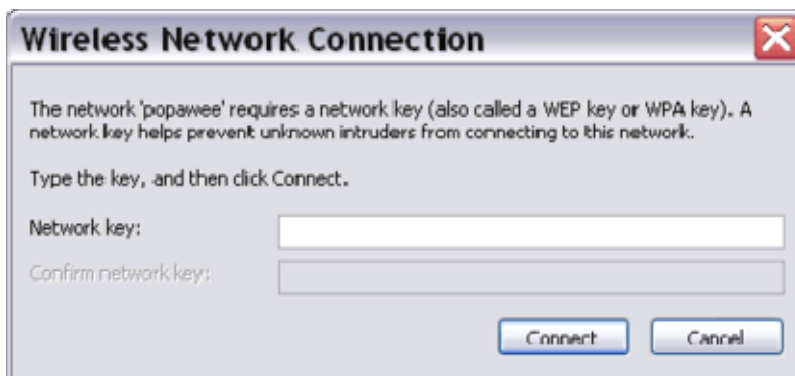 Wireless Network Connection
The network 'popawee' requires a network key (also called a WEP key or WPA key). A
network key helps prevent unknown intruders from connecting to this network.
Type the key, and then click Connect.
Network key:
Confirm network key:
Connect Cancel